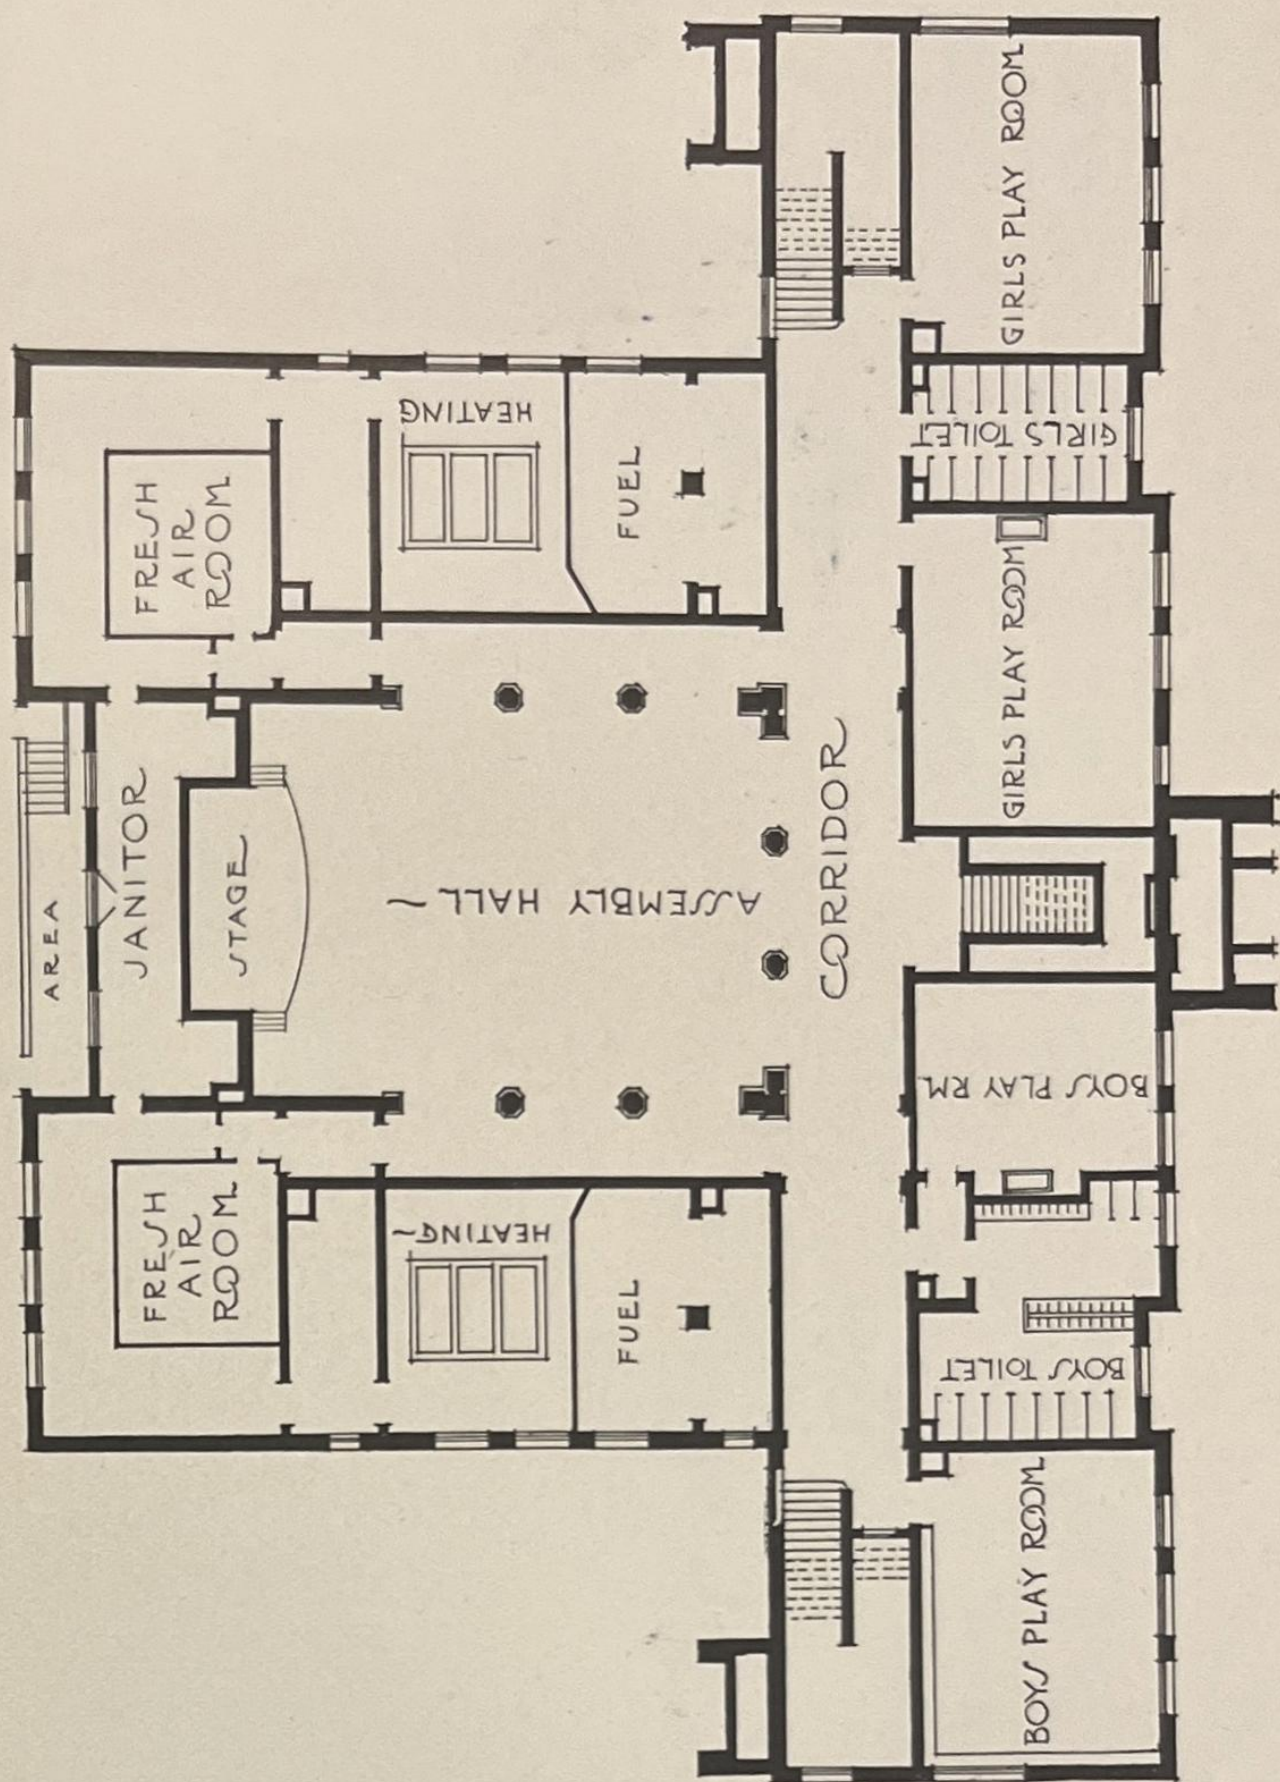 GIRLS PLAY ROOM
HEATING
GIRLS TOILET
FRESH
AIR
ROOM
FUEL
GIRLS PLAY ROOM
JANITOR
CORRIDOR
AREA
STAGE
ASSEMBLY HALL ~
BOYS PLAY RM.
FRESH
AIR
ROOM
HEATING~
FUEL
BOYS TOILET
BOYS PLAY ROOM